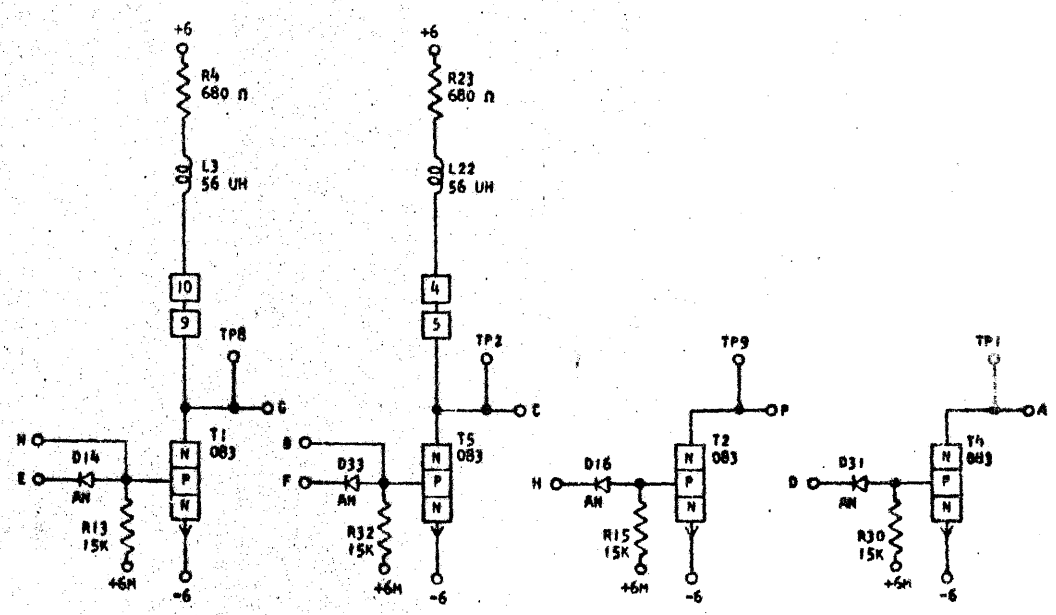 +6
+6
R4
680 Ω
R23
680 Ω
L3
56 UH
L22
56 UH
10
9
4
5
TP8
TP2
TP9
TP1
G
C
P
A
N
B
T1
083
T5
083
T2
083
T4
083
N
P
N
N
P
N
N
P
N
N
P
N
E
D14
AN
F
D33
AN
H
D16
AN
D
D31
AN
R13
15K
R32
15K
R15
15K
R30
15K
+6M
+6M
+6M
+6M
-6
-6
-6
-6